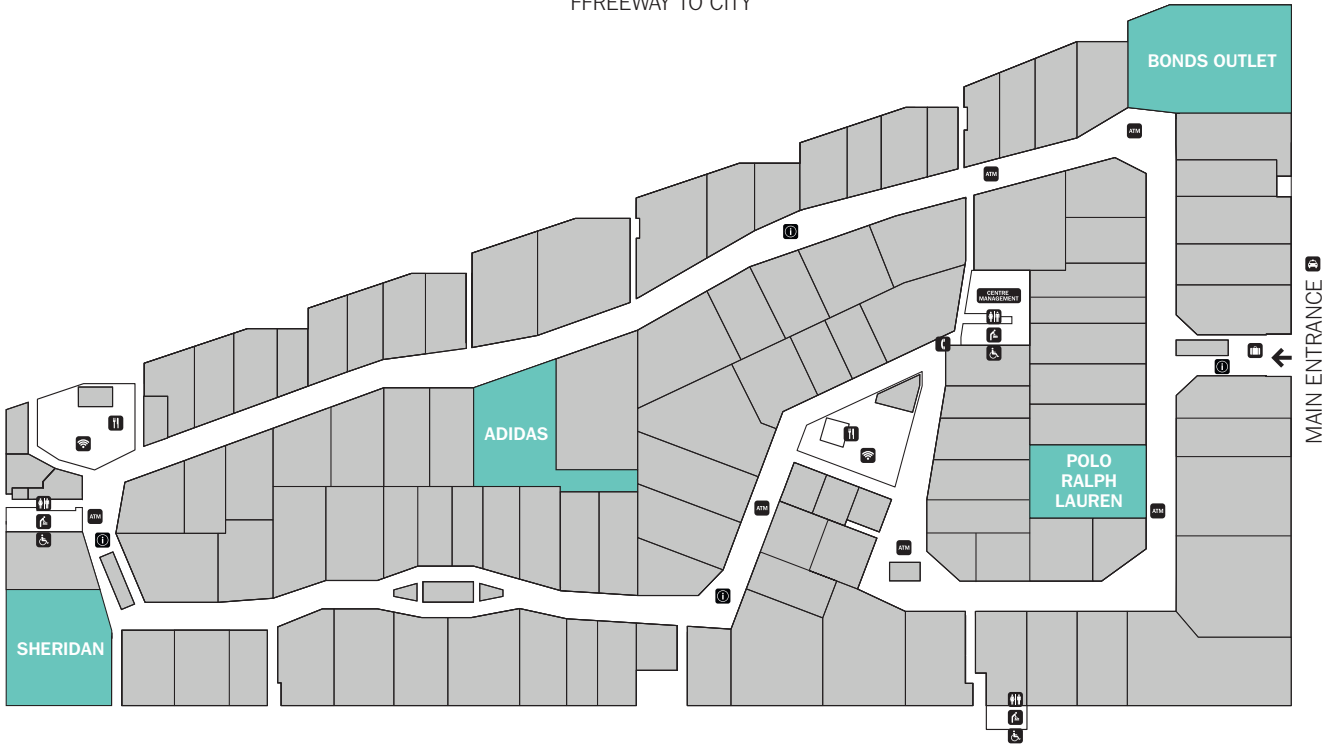 FFREEWAY TO CITY
BONDS OUTLET
ATM
ATM
i
CENTRE
MANAGEMENT
MAIN ENTRANCE
i
ADIDAS
POLO
RALPH
LAUREN
ATM
ATM
ATM
i
ATM
i
SHERIDAN